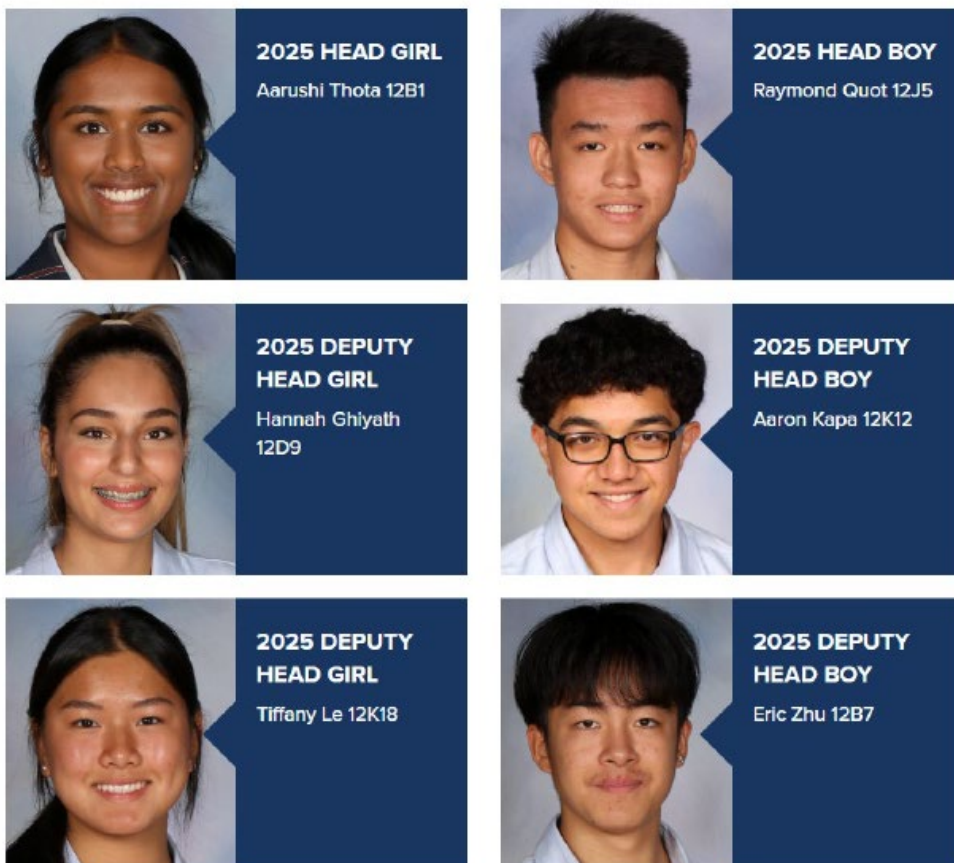 2025 HEAD GIRL
Aarushi Thota 12B1
2025 HEAD BOY
Raymond Quot 12J5
2025 DEPUTY
HEAD GIRL
Hannah Ghiyath
12D9
2025 DEPUTY
HEAD BOY
Aaron Kapa 12K12
2025 DEPUTY
HEAD GIRL
Tiffany Le 12K18
2025 DEPUTY
HEAD BOY
Eric Zhu 12B7